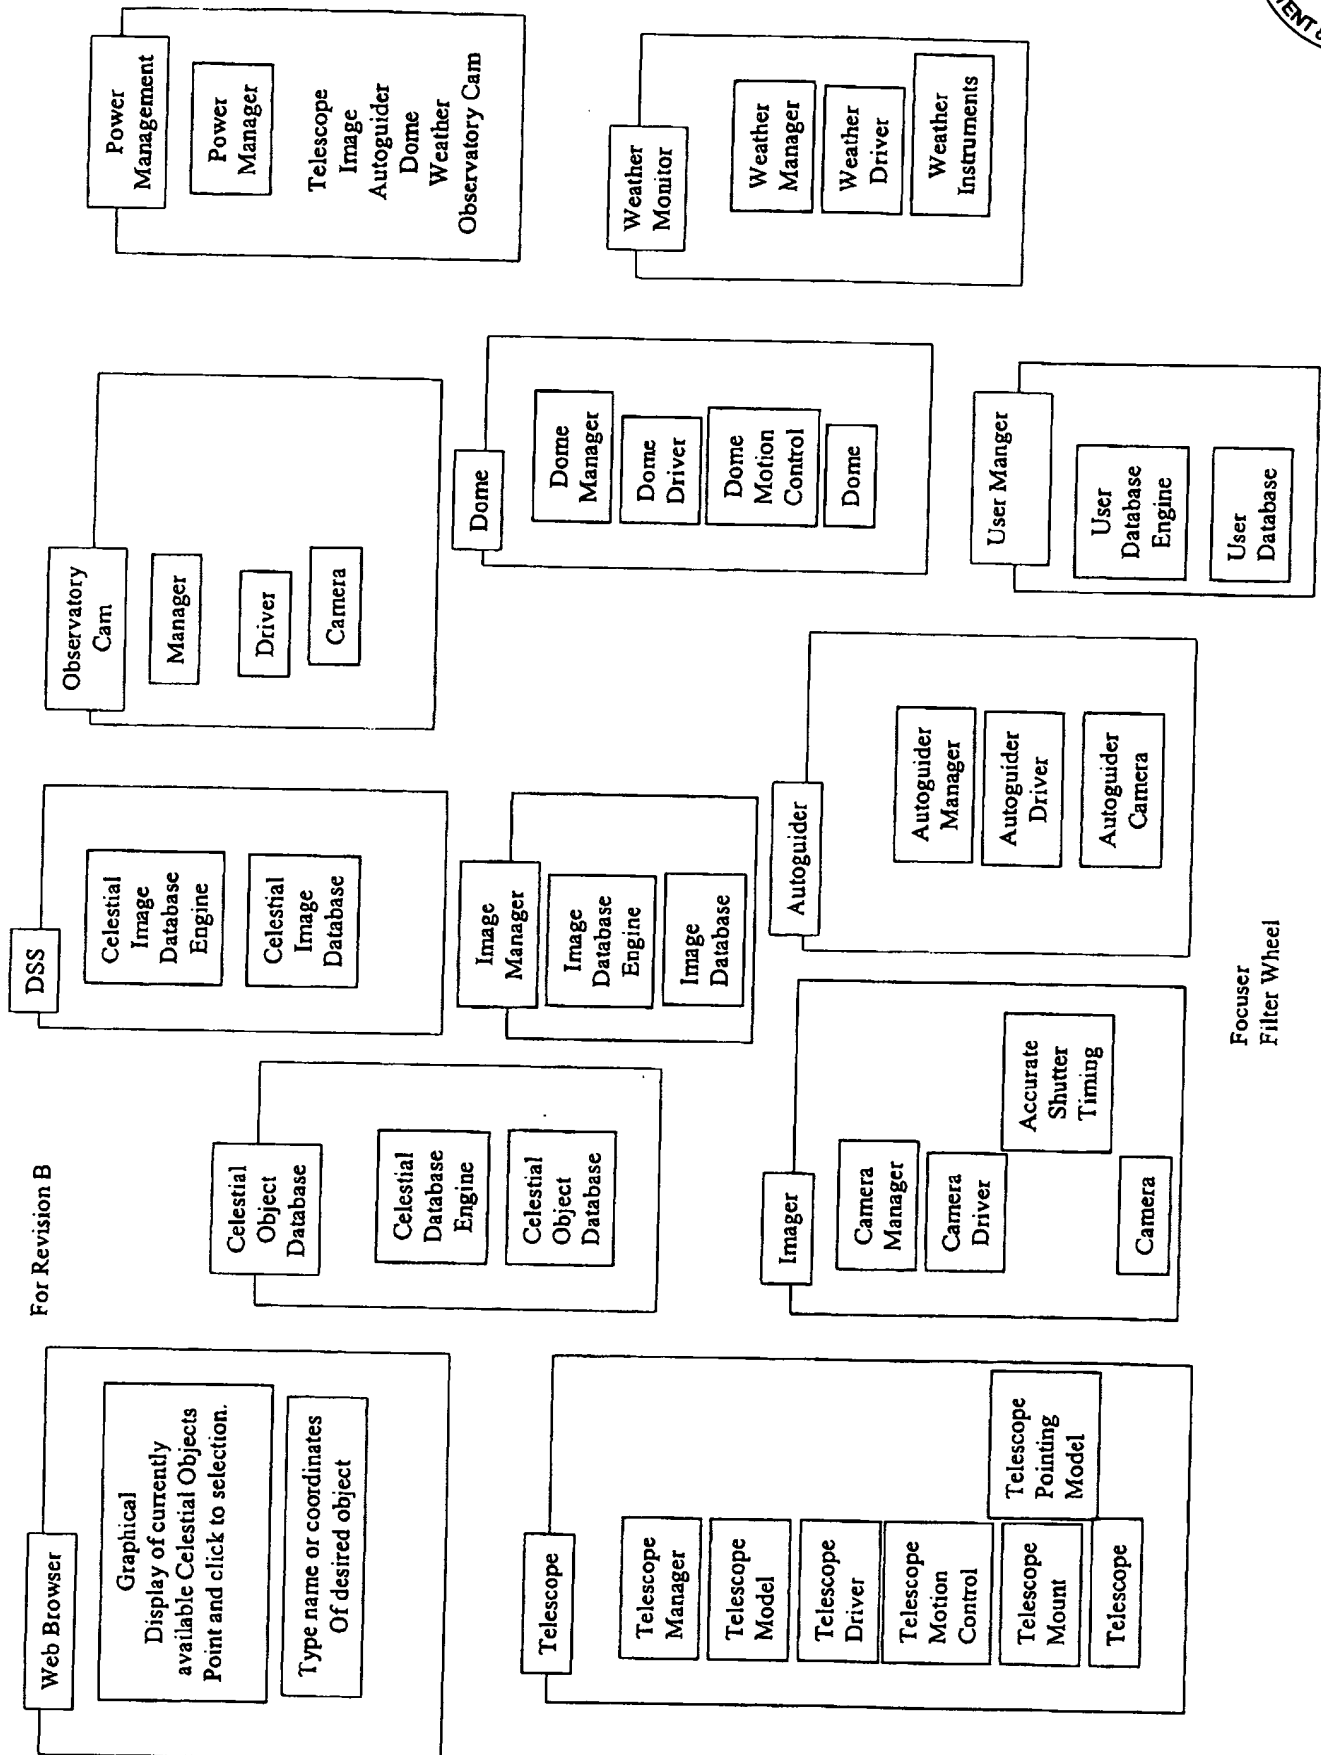 For Revision B
Web Browser
Graphical
Display of currently
available Celestial Objects
Point and click to selection.
Type name or coordinates
Of desired object
Celestial
Object
Database
Celestial
Database
Engine
Celestial
Object
Database
DSS
Celestial
Image
Database
Engine
Celestial
Image
Database
Observatory
Cam
Manager
Driver
Camera
Power
Management
Power
Manager
Telescope
Image
Autoguider
Dome
Weather
Observatory Cam
Telescope
Telescope
Manager
Telescope
Model
Telescope
Driver
Telescope
Motion
Control
Telescope
Mount
Telescope
Pointing
Model
Telescope
Image
Manager
Image
Database
Engine
Image
Database
Dome
Dome
Manager
Dome
Driver
Dome
Motion
Control
Dome
Weather
Monitor
Weather
Manager
Weather
Driver
Weather
Instruments
Imager
Camera
Manager
Camera
Driver
Accurate
Shutter
Timing
Camera
Autoguider
Autoguider
Manager
Autoguider
Driver
Autoguider
Camera
User Manger
User
Database
Engine
User
Database
Focuser
Filter Wheel